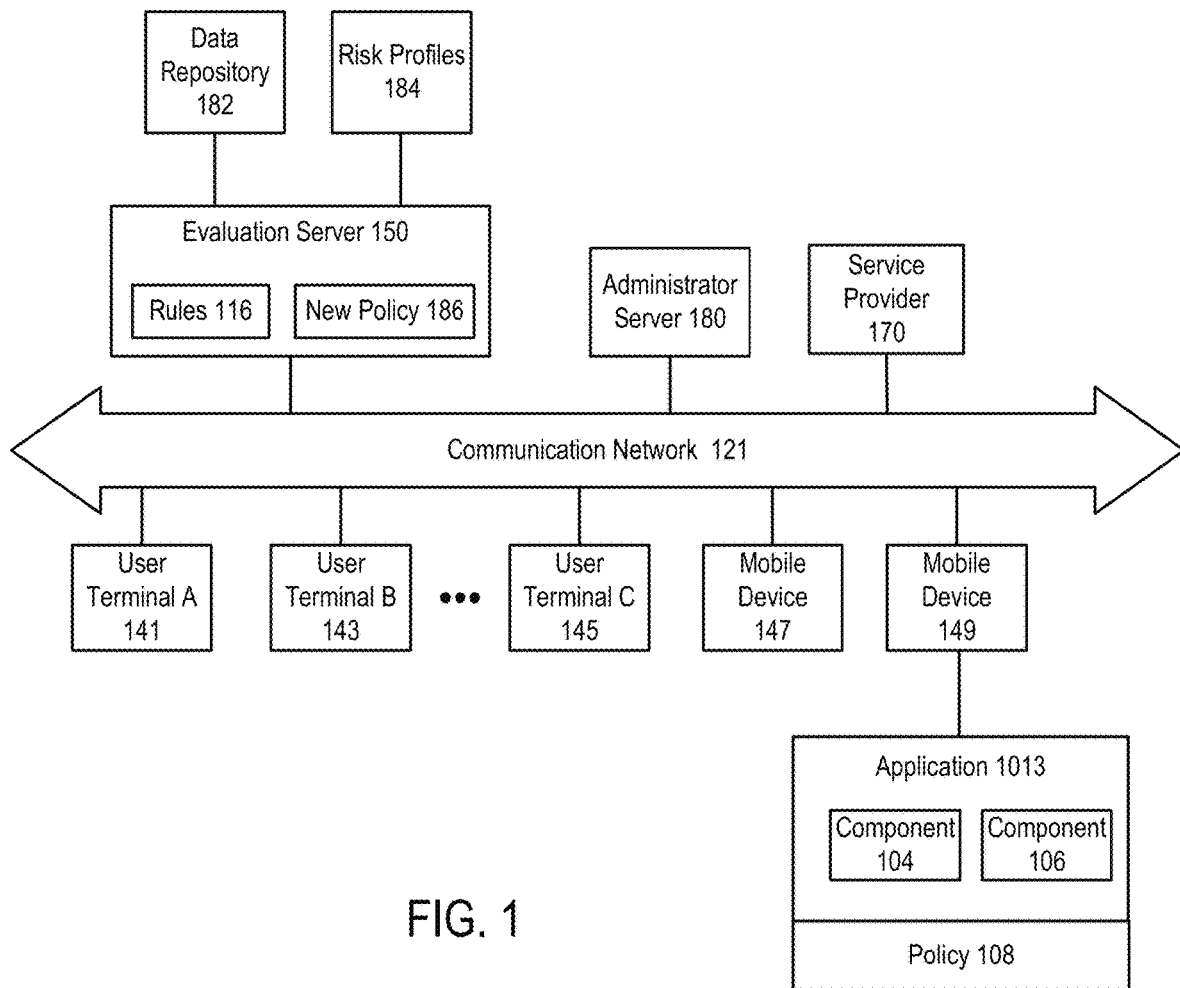 Data
Repository
182
Risk Profiles
184
Evaluation Server 150
Rules 116
New Policy 186
Administrator
Server 180
Service
Provider
170
Communication Network 121
User
Terminal A
141
User
Terminal B
143
•••
User
Terminal C
145
Mobile
Device
147
Mobile
Device
149
Application 1013
Component
104
Component
106
Policy 108
FIG. 1